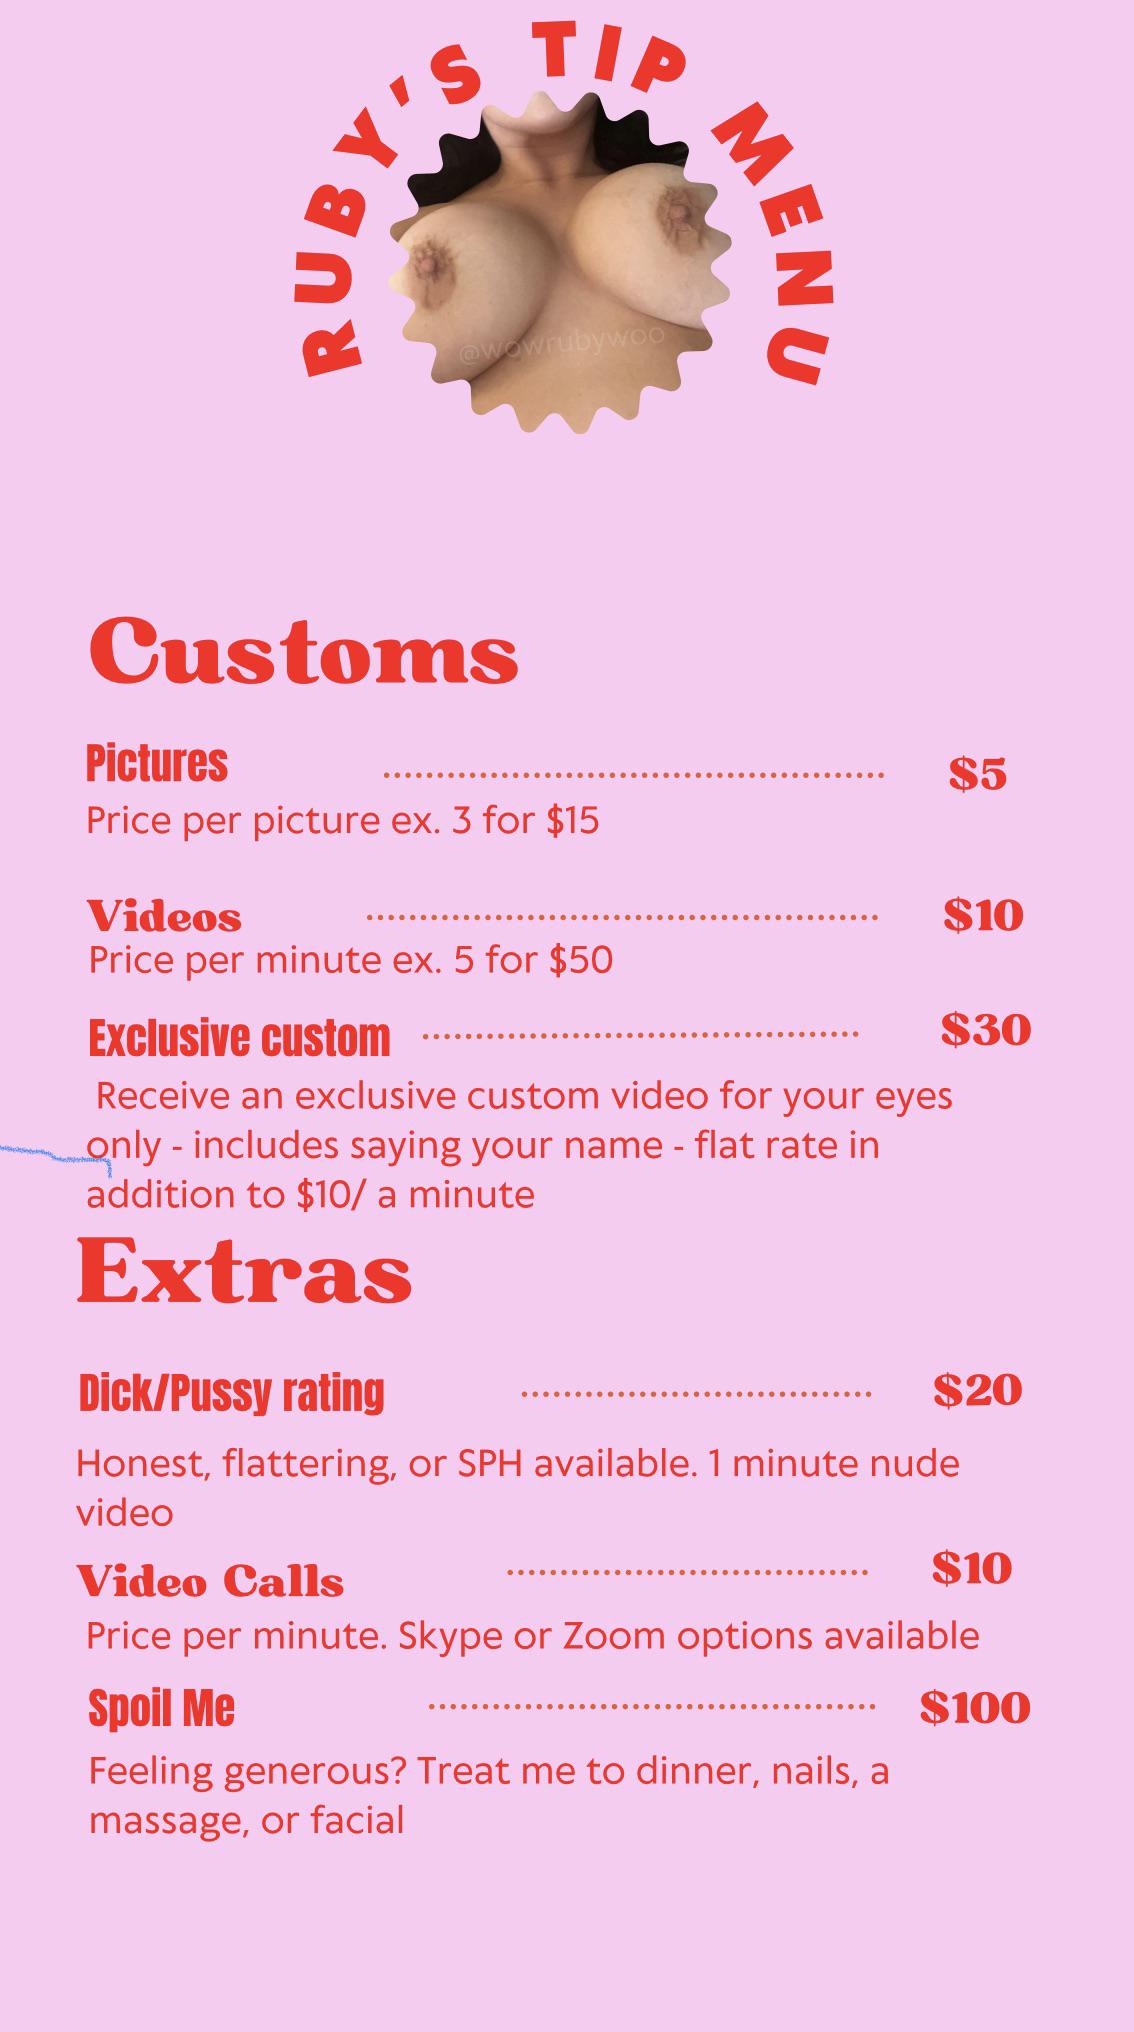 RUBY'S TIP MENU
@wowrubywoo
Customs
Pictures $5
Price per picture ex. 3 for $15
Videos $10
Price per minute ex. 5 for $50
Exclusive custom $30
Receive an exclusive custom video for your eyes
only - includes saying your name - flat rate in
addition to $10/ a minute
Extras
Dick/Pussy rating $20
Honest, flattering, or SPH available. 1 minute nude
video
Video Calls $10
Price per minute. Skype or Zoom options available
Spoil Me $100
Feeling generous? Treat me to dinner, nails, a
massage, or facial